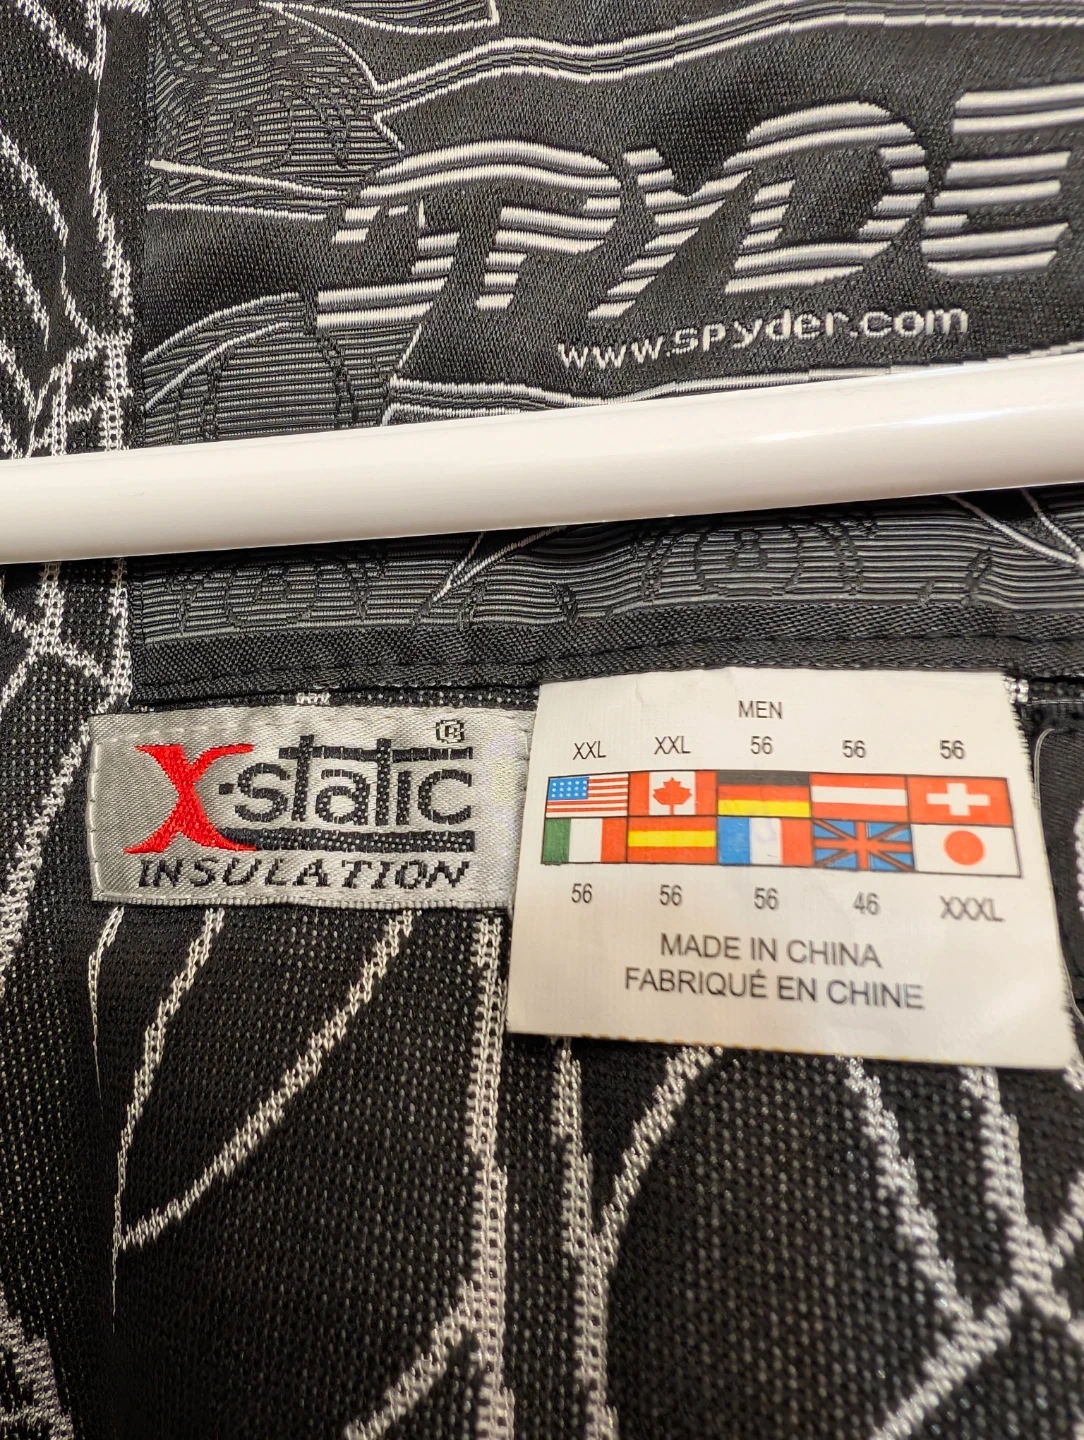 SPYDE
www.spyder.com
X-static®
INSULATION
MEN
XXL XXL 56 56 56
56 56 56 46 XXXL
MADE IN CHINA
FABRIQUÉ EN CHINE